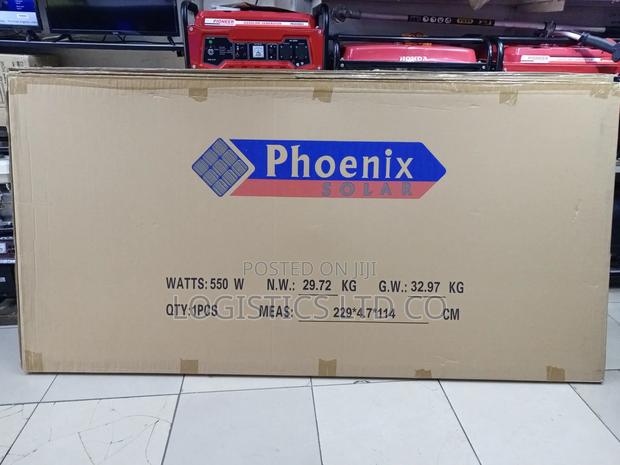 PIONEER
HONDA
PIONEER
Phoenix
SOLAR
POSTED ON JIJI
WATTS: 550 W N.W.: 29.72 KG G.W.: 32.97 KG
LOGISTICS LTD CO
QTY:1PCS MEAS: 229*4.7*114 CM